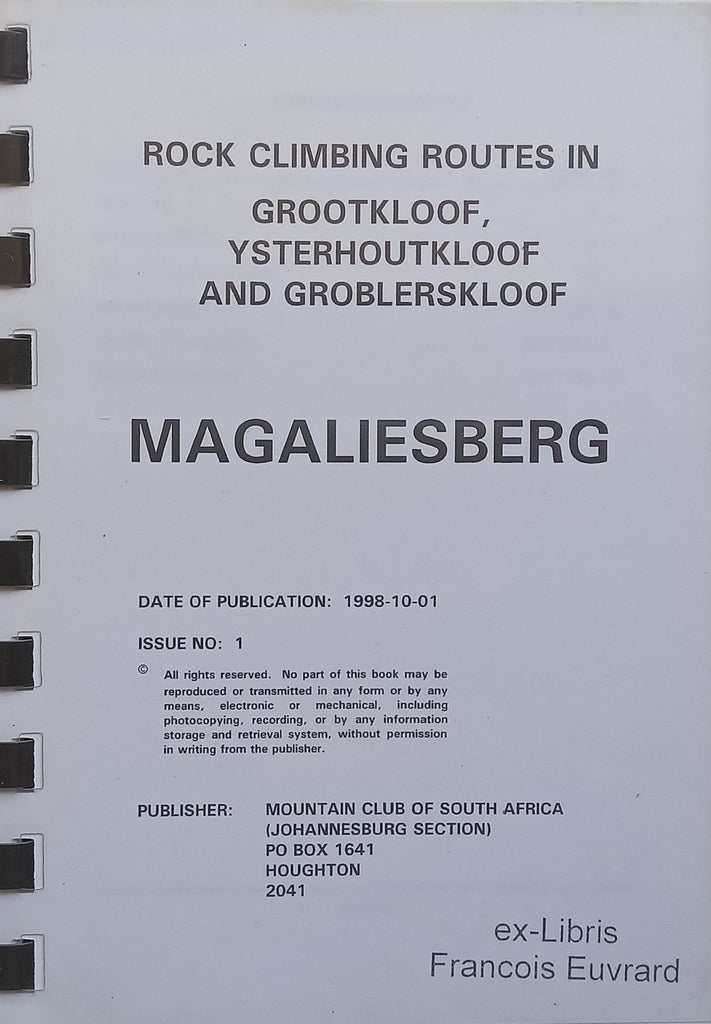 ROCK CLIMBING ROUTES IN
GROOTKLOOF,
YSTERHOUTKLOOF
AND GROBLERSKLOOF
MAGALIESBERG
DATE OF PUBLICATION: 1998-10-01
ISSUE NO: 1
© All rights reserved. No part of this book may be
reproduced or transmitted in any form or by any
means, electronic or mechanical, including
photocopying, recording, or by any information
storage and retrieval system, without permission
in writing from the publisher.
PUBLISHER: MOUNTAIN CLUB OF SOUTH AFRICA
(JOHANNESBURG SECTION)
PO BOX 1641
HOUGHTON
2041
ex-Libris
Francois Euvrard